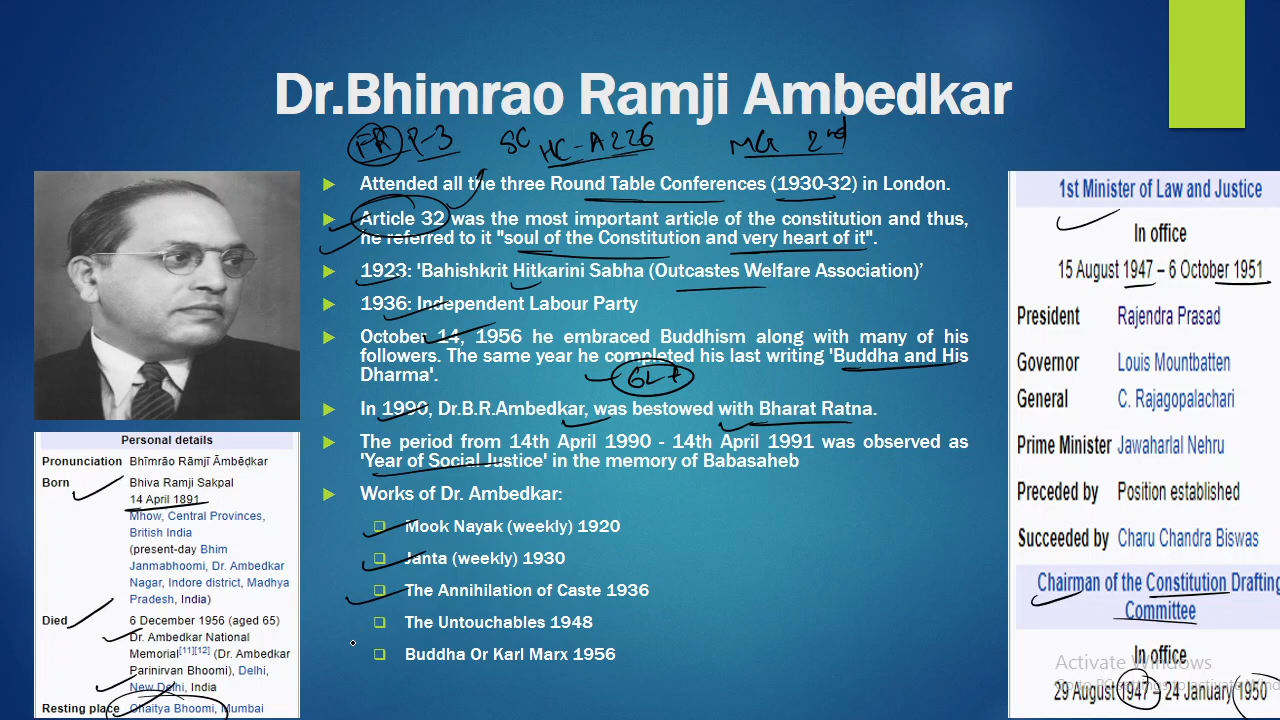 Dr.Bhimrao Ramji Ambedkar
FR P-3 SC HC-A226 MG 2nd
Attended all the three Round Table Conferences (1930-32) in London.
Article 32 was the most important article of the constitution and thus,
he referred to it "soul of the Constitution and very heart of it".
1923: 'Bahishkrit Hitkarini Sabha (Outcastes Welfare Association)’
1936: Independent Labour Party
October 14, 1956 he embraced Buddhism along with many of his
followers. The same year he completed his last writing 'Buddha and His
Dharma'.
In 1990, Dr.B.R.Ambedkar, was bestowed with Bharat Ratna.
The period from 14th April 1990 - 14th April 1991 was observed as
'Year of Social Justice' in the memory of Babasaheb
Works of Dr. Ambedkar:
Mook Nayak (weekly) 1920
Janta (weekly) 1930
The Annihilation of Caste 1936
The Untouchables 1948
Buddha Or Karl Marx 1956
Personal details
Pronunciation Bhīmrāo Rāmjī Āmbēḍkar
Born Bhiva Ramji Sakpal
14 April 1891
Mhow, Central Provinces,
British India
(present-day Bhim
Janmabhoomi, Dr. Ambedkar
Nagar, Indore district, Madhya
Pradesh, India)
Died 6 December 1956 (aged 65)
Dr. Ambedkar National
Memorial[11][12] (Dr. Ambedkar
Parinirvan Bhoomi), Delhi,
New Delhi, India
Resting place Chaitya Bhoomi, Mumbai
1st Minister of Law and Justice
In office
15 August 1947 – 6 October 1951
President Rajendra Prasad
Governor Louis Mountbatten
General C. Rajagopalachari
Prime Minister Jawaharlal Nehru
Preceded by Position established
Succeeded by Charu Chandra Biswas
Chairman of the Constitution Drafting
Committee
In office
29 August 1947 – 24 January 1950
Activate Windows